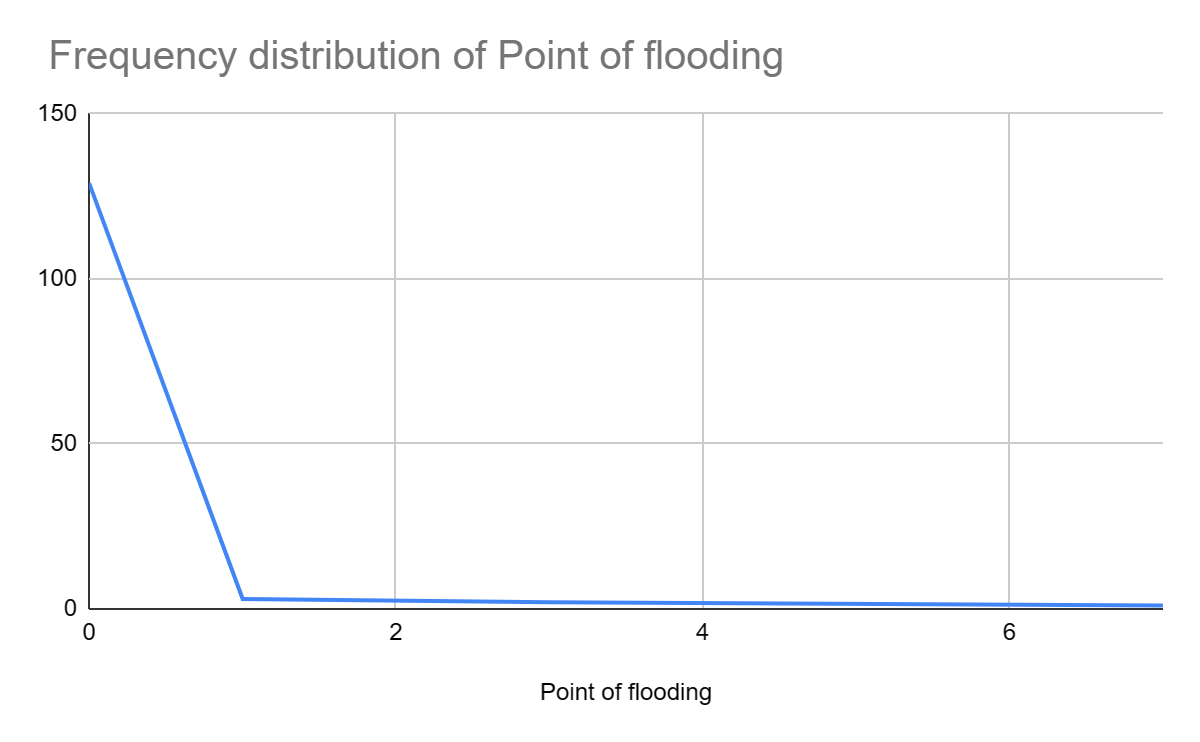 Frequency distribution of Point of flooding
150
100
50
0
0 2 4 6
Point of flooding